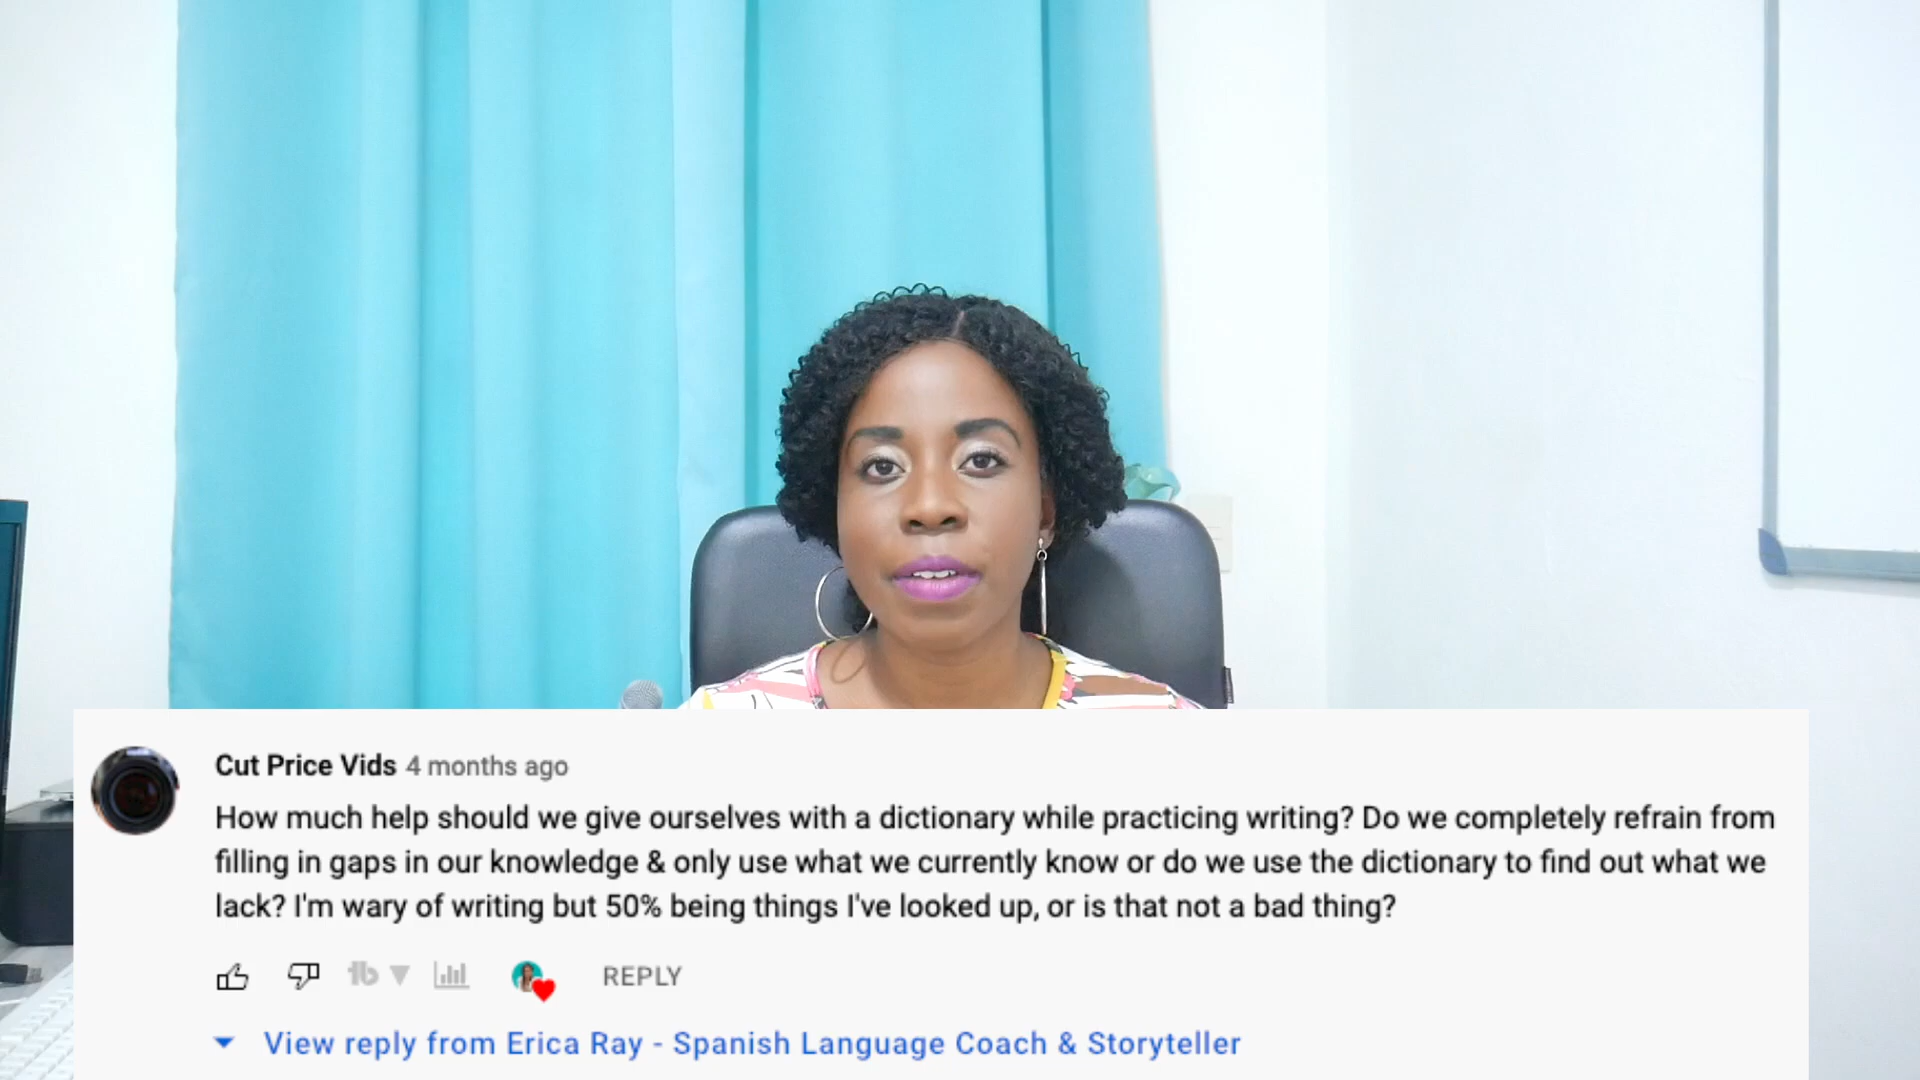 Cut Price Vids 4 months ago
How much help should we give ourselves with a dictionary while practicing writing? Do we completely refrain from
filling in gaps in our knowledge & only use what we currently know or do we use the dictionary to find out what we
lack? I'm wary of writing but 50% being things I've looked up, or is that not a bad thing?
REPLY
View reply from Erica Ray - Spanish Language Coach & Storyteller